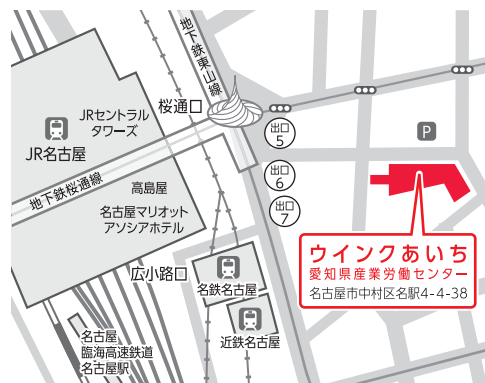 地下鉄東山線
桜通口
JRセントラル
タワーズ
JR名古屋
地下鉄桜通線
出口
5
P
出口
6
出口
7
高島屋
名古屋マリオット
アソシアホテル
広小路口
名鉄名古屋
近鉄名古屋
名古屋
臨海高速鉄道
名古屋駅
ウインクあいち
愛知県産業労働センター
名古屋市中村区名駅4-4-38